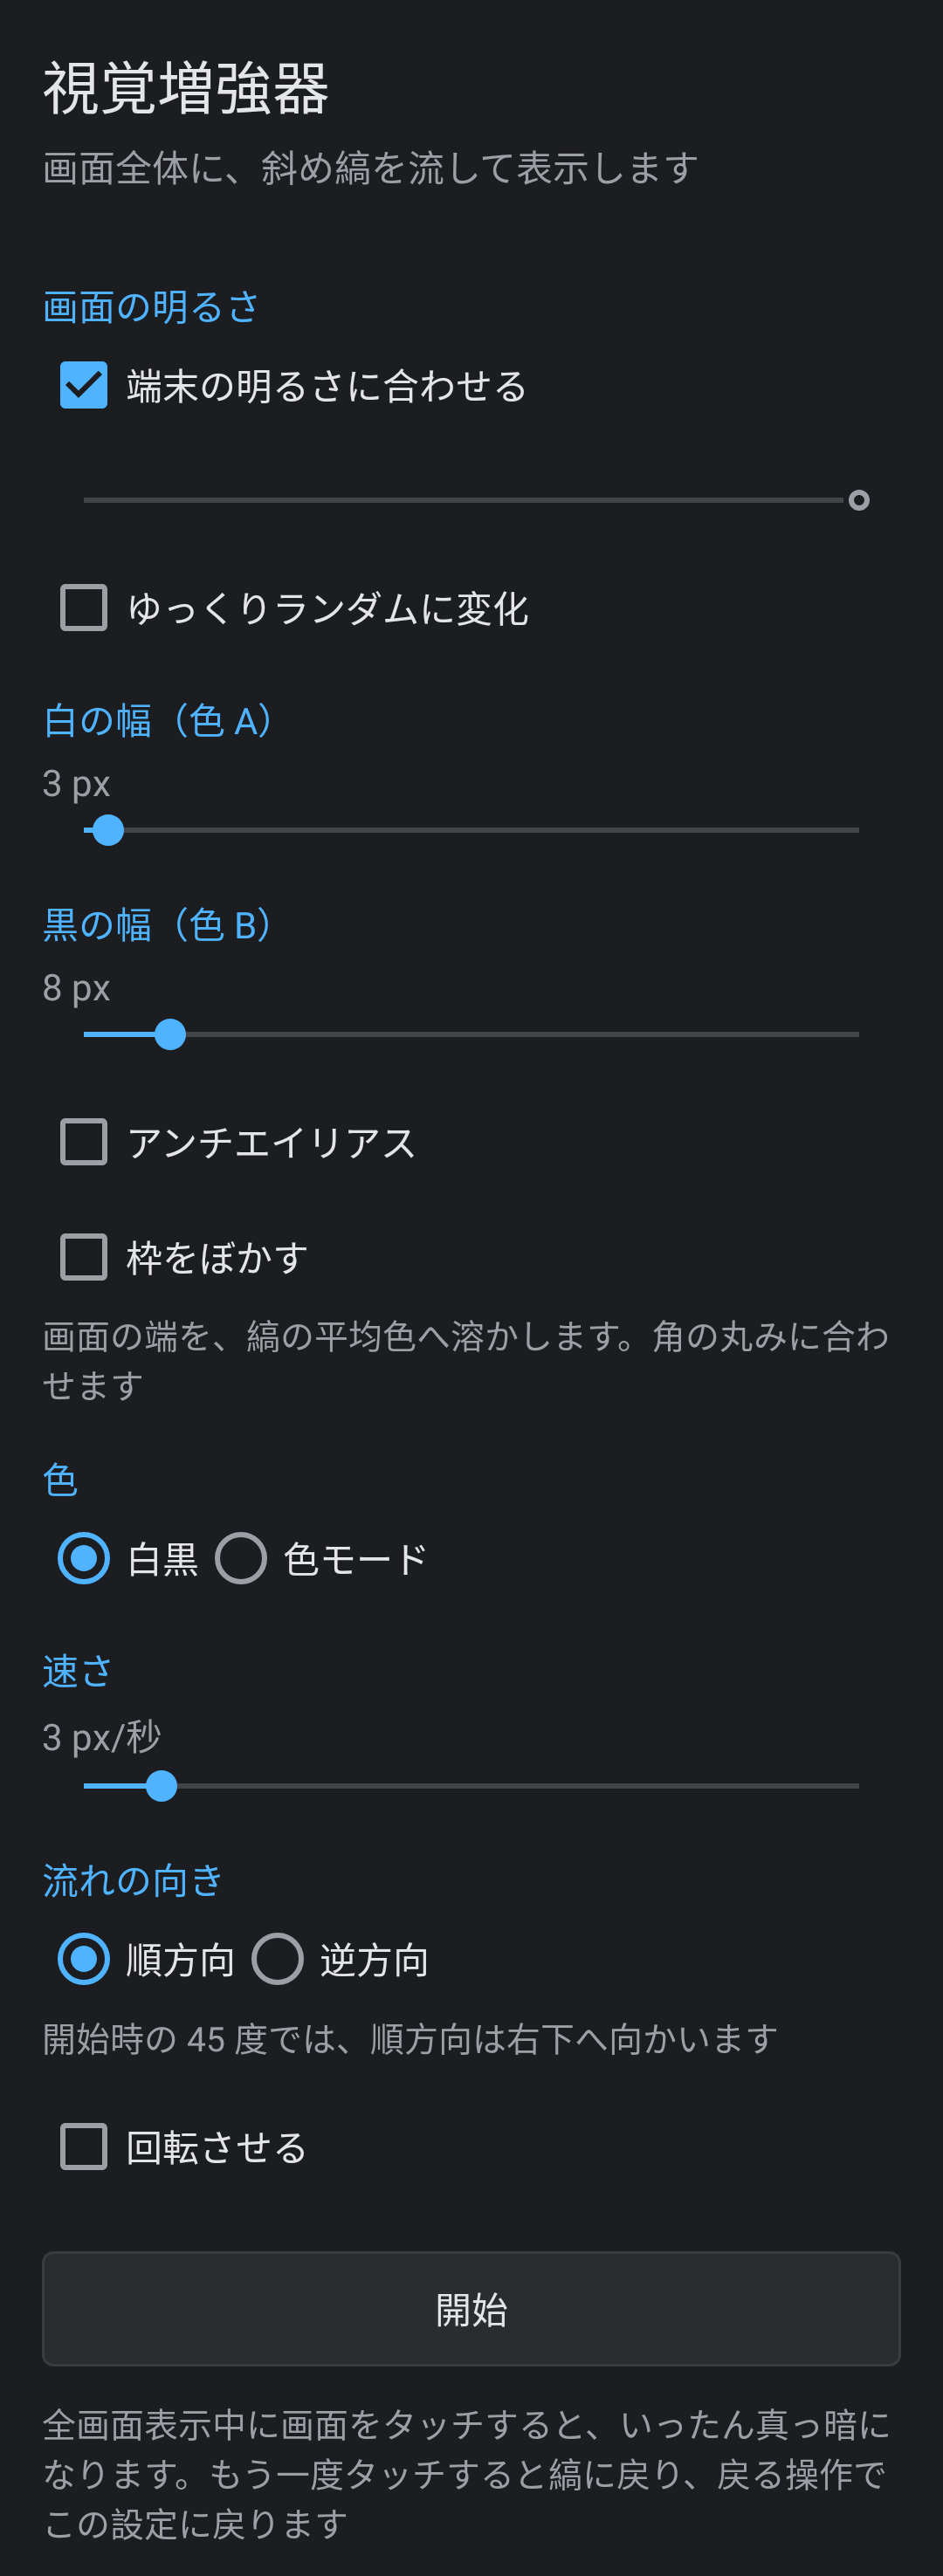 視覚増強器
画面全体に、斜め縞を流して表示します
画面の明るさ
端末の明るさに合わせる
ゆっくりランダムに変化
白の幅（色 A）
3 px
黒の幅（色 B）
8 px
アンチエイリアス
枠をぼかす
画面の端を、縞の平均色へ溶かします。角の丸みに合わ
せます
色
白黒 色モード
速さ
3 px/秒
流れの向き
順方向 逆方向
開始時の 45 度では、順方向は右下へ向かいます
回転させる
開始
全画面表示中に画面をタッチすると、いったん真っ暗に
なります。もう一度タッチすると縞に戻り、戻る操作で
この設定に戻ります